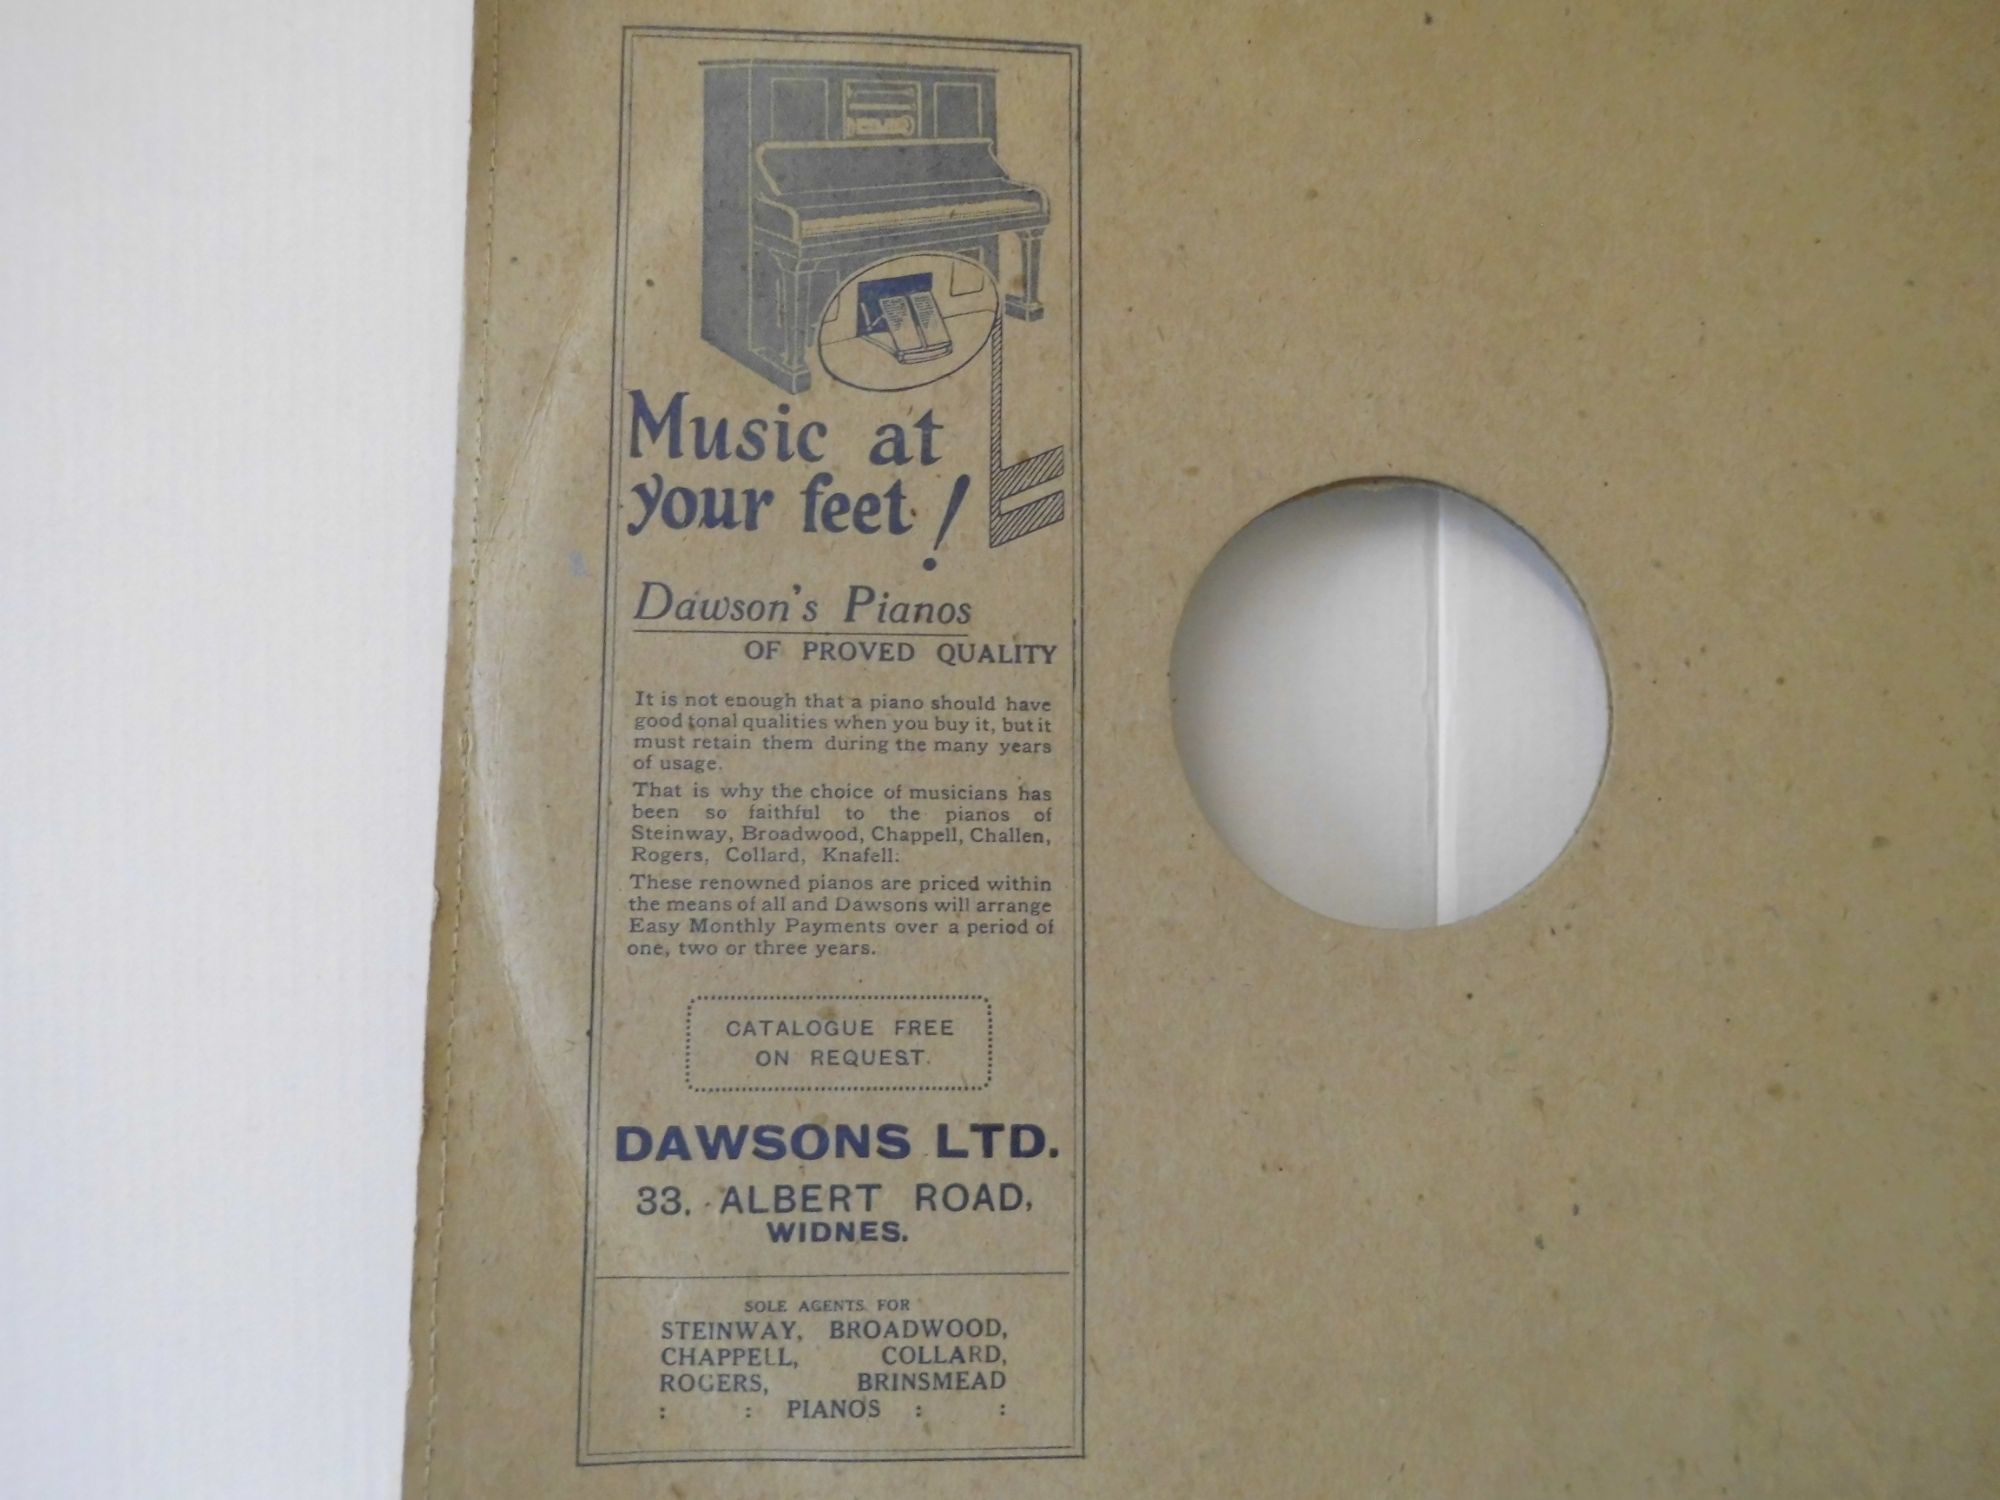 Music at
your feet!
Dawson's Pianos
OF PROVED QUALITY
It is not enough that a piano should have
good tonal qualities when you buy it, but it
must retain them during the many years
of usage.
That is why the choice of musicians has
been so faithful to the pianos of
Steinway, Broadwood, Chappell, Challen,
Rogers, Collard, Knafell:
These renowned pianos are priced within
the means of all and Dawsons will arrange
Easy Monthly Payments over a period of
one, two or three years.
CATALOGUE FREE
ON REQUEST.
DAWSONS LTD.
33, ALBERT ROAD,
WIDNES.
SOLE AGENTS FOR
STEINWAY, BROADWOOD,
CHAPPELL, COLLARD,
ROGERS, BRINSMEAD
: : PIANOS : :